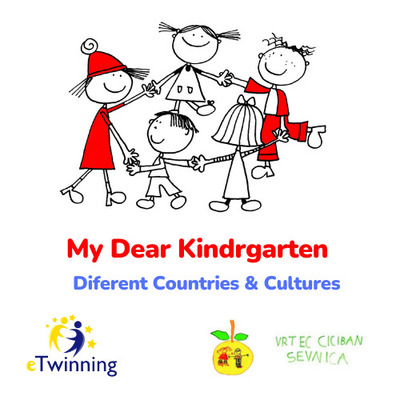 My Dear Kindrgarten
Diferent Countries & Cultures
eTwinning
VRTEC CICIBAN
SEVNICA